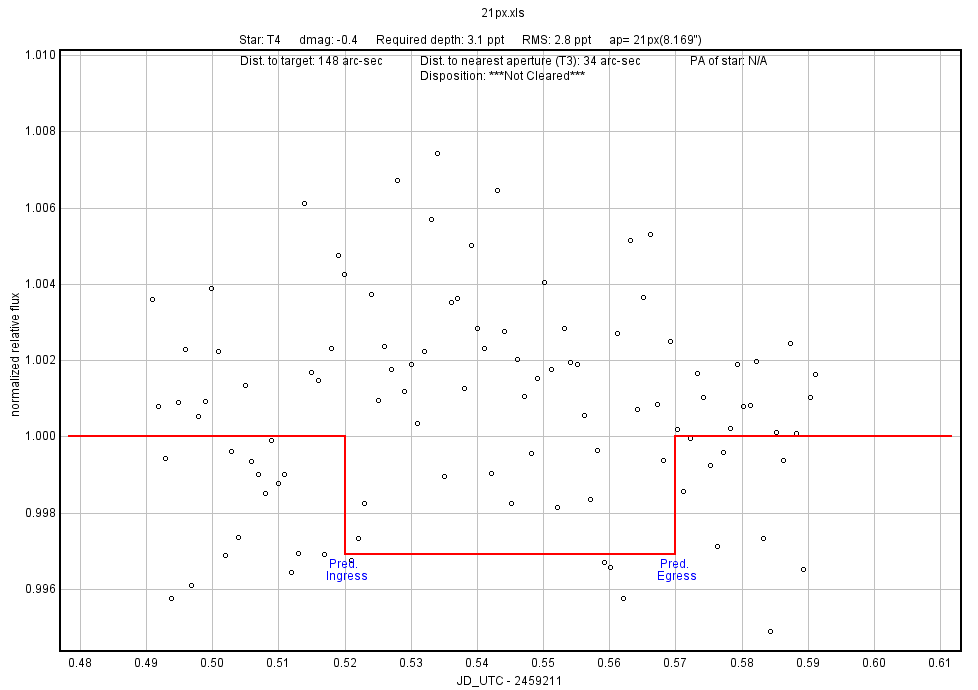 21px.xls
Star: T4 dmag: -0.4 Required depth: 3.1 ppt RMS: 2.8 ppt ap= 21px(8.169")
Dist. to target: 148 arc-sec Dist. to nearest aperture (T3): 34 arc-sec PA of star: N/A
Disposition: ***Not Cleared***
1.010
1.008
1.006
1.004
1.002
1.000
0.998
0.996
normalized relative flux
Pred. Pred.
Ingress Egress
0.48 0.49 0.50 0.51 0.52 0.53 0.54 0.55 0.56 0.57 0.58 0.59 0.60 0.61
JD_UTC - 2459211